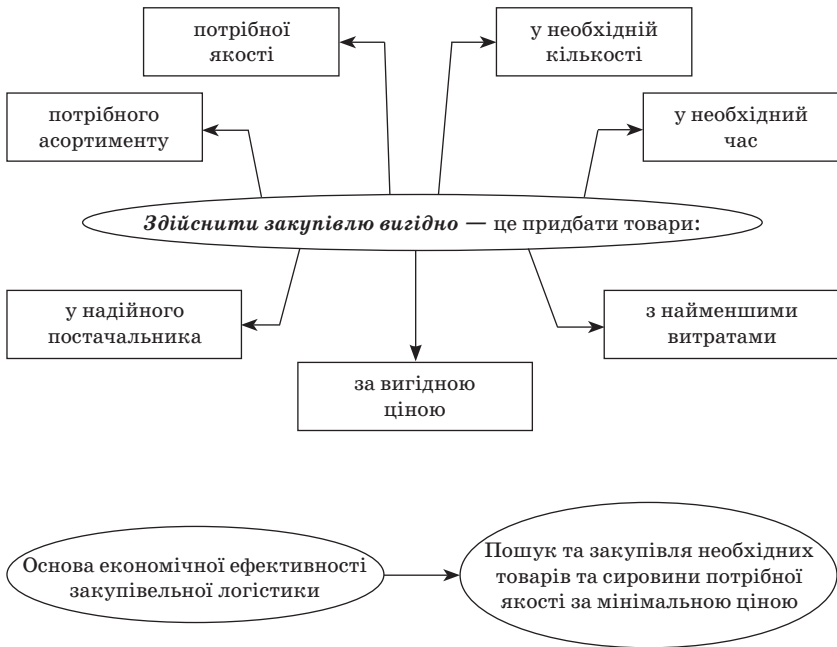 потрібної
якості
у необхідній
кількості
потрібного
асортименту
у необхідний
час
Здійснити закупівлю вигідно — це придбати товари:
у надійного
постачальника
з найменшими
витратами
за вигідною
ціною
Основа економічної ефективності
закупівельної логістики
Пошук та закупівля необхідних
товарів та сировини потрібної
якості за мінімальною ціною